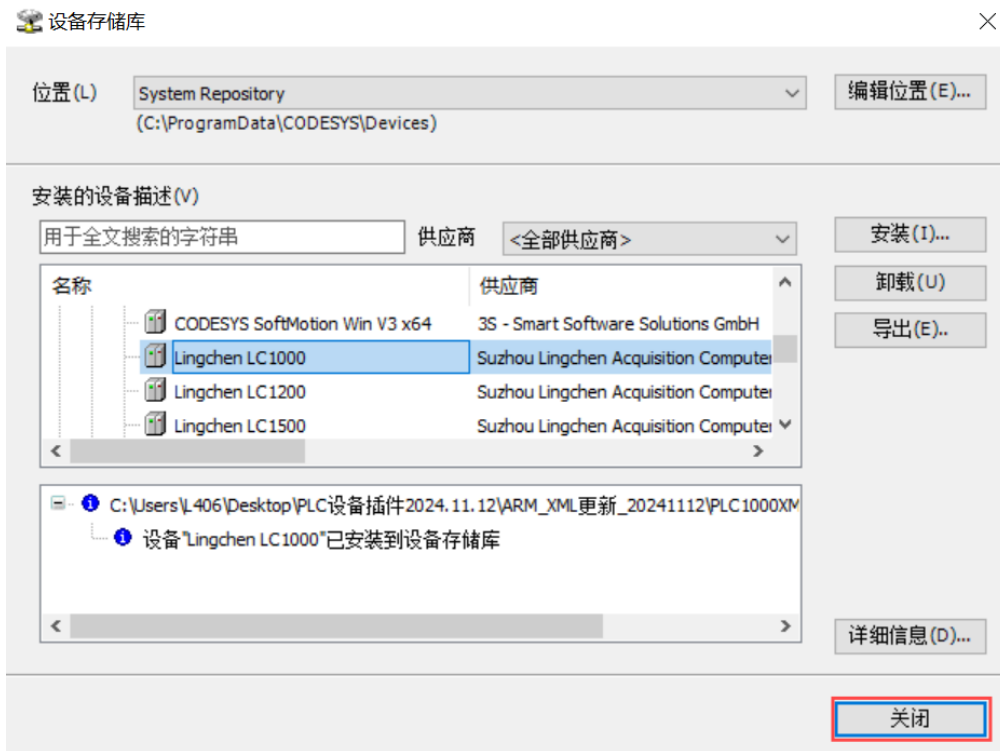 设备存储库
位置(L) System Repository 编辑位置(E)...
(C:\ProgramData\CODESYS\Devices)
安装的设备描述(V)
用于全文搜索的字符串 供应商 <全部供应商> 安装(I)...
名称 供应商 卸载(U)
CODESYS SoftMotion Win V3 x64 3S - Smart Software Solutions GmbH 导出(E)..
Lingchen LC1000 Suzhou Lingchen Acquisition Computer
Lingchen LC1200 Suzhou Lingchen Acquisition Computer
Lingchen LC1500 Suzhou Lingchen Acquisition Computer
C:\Users\L406\Desktop\PLC设备插件2024.11.12\ARM_XML更新_20241112\PLC1000XM
设备"Lingchen LC1000"已安装到设备存储库
详细信息(D)...
关闭